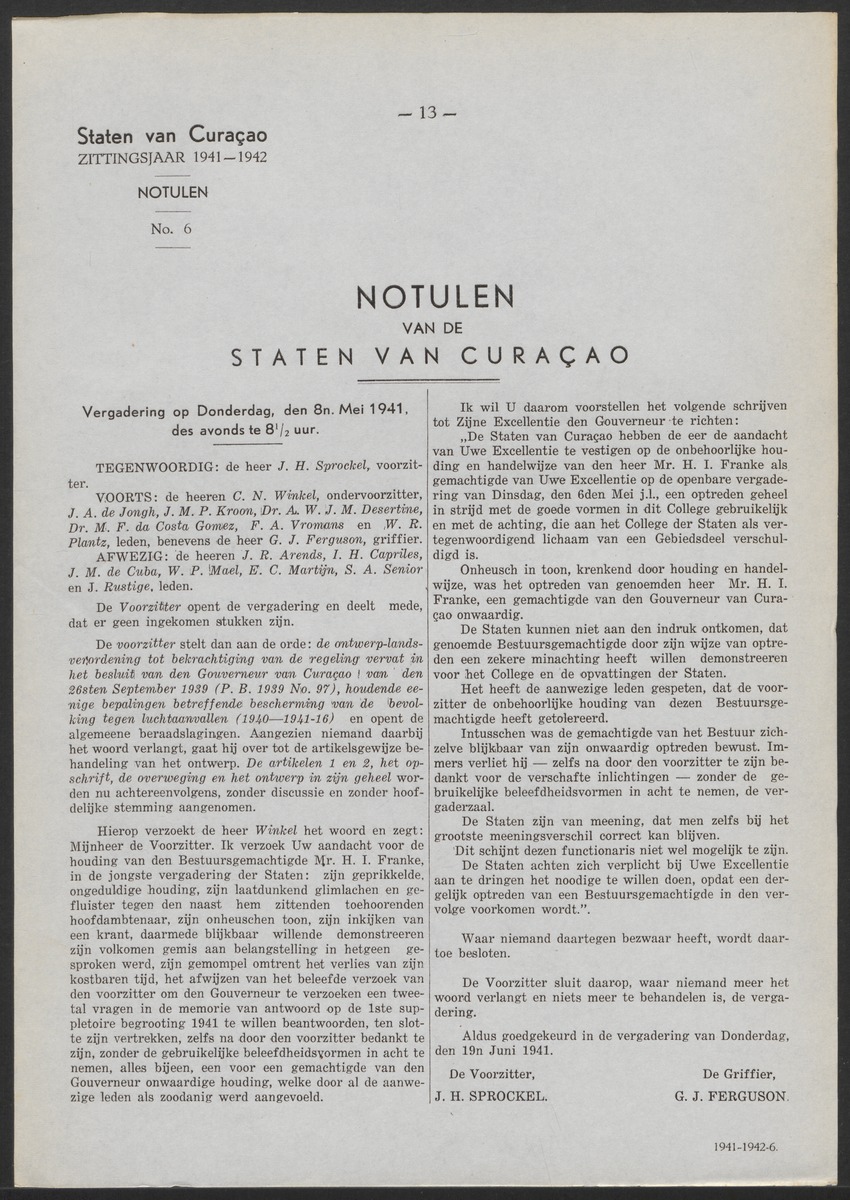 — 13 —
Staten van Curaçao
ZITTINGSJAAR 1941—1942
NOTULEN
No. 6
NOTULEN
VAN DE
STATEN VAN CURAÇAO
Vergadering op Donderdag, den 8n. Mei 1941,
des avonds te 8 1/2 uur.
TEGENWOORDIG: de heer J. H. Sprockel, voorzit-
ter.
VOORTS: de heeren C. N. Winkel, ondervoorzitter,
J. A. de Jongh, J. M. P. Kroon, Dr. A. W. J. M. Desertine,
Dr. M. F. da Costa Gomez, F. A. Vromans en W. R.
Plantz, leden, benevens de heer G. J. Ferguson, griffier.
AFWEZIG: de heeren J. R. Arends, I. H. Capriles,
J. M. de Cuba, W. P. Mael, E. C. Martijn, S. A. Senior
en J. Rustige, leden.
De Voorzitter opent de vergadering en deelt mede,
dat er geen ingekomen stukken zijn.
De voorzitter stelt dan aan de orde: de ontwerp-lands-
verordening tot bekrachtiging van de regeling vervat in
het besluit van den Gouverneur van Curaçao van den
26sten September 1939 (P. B. 1939 No. 97), houdende ee-
nige bepalingen betreffende bescherming van de bevol-
king tegen luchtaanvallen (1940—1941-16) en opent de
algemeene beraadslagingen. Aangezien niemand daarbij
het woord verlangt, gaat hij over tot de artikelsgewijze be-
handeling van het ontwerp. De artikelen 1 en 2, het op-
schrift, de overweging en het ontwerp in zijn geheel wor-
den nu achtereenvolgens, zonder discussie en zonder hoof-
delijke stemming aangenomen.
Hierop verzoekt de heer Winkel het woord en zegt:
Mijnheer de Voorzitter. Ik verzoek Uw aandacht voor de
houding van den Bestuursgemachtigde Mr. H. I. Franke,
in de jongste vergadering der Staten: zijn geprikkelde,
ongeduldige houding, zijn laatdunkend glimlachen en ge-
fluister tegen den naast hem zittenden toehoorenden
hoofdambtenaar, zijn onheuschen toon, zijn inkijken van
een krant, daarmede blijkbaar willende demonstreeren
zijn volkomen gemis aan belangstelling in hetgeen ge-
sproken werd, zijn gemompel omtrent het verlies van zijn
kostbaren tijd, het afwijzen van het beleefde verzoek van
den voorzitter om den Gouverneur te verzoeken een twee-
tal vragen in de memorie van antwoord op de 1ste sup-
pletoire begrooting 1941 te willen beantwoorden, ten slot-
te zijn vertrekken, zelfs na door den voorzitter bedankt te
zijn, zonder de gebruikelijke beleefdheidsvormen in acht te
nemen, alles bijeen, een voor een gemachtigde van den
Gouverneur onwaardige houding, welke door al de aanwe-
zige leden als zoodanig werd aangevoeld.
Ik wil U daarom voorstellen het volgende schrijven
tot Zijne Excellentie den Gouverneur te richten:
„De Staten van Curaçao hebben de eer de aandacht
van Uwe Excellentie te vestigen op de onbehoorlijke hou-
ding en handelwijze van den heer Mr. H. I. Franke als
gemachtigde van Uwe Excellentie op de openbare vergade-
ring van Dinsdag, den 6den Mei j.l., een optreden geheel
in strijd met de goede vormen in dit College gebruikelijk
en met de achting, die aan het College der Staten als ver-
tegenwoordigend lichaam van een Gebiedsdeel verschul-
digd is.
Onheusch in toon, krenkend door houding en handel-
wijze, was het optreden van genoemden heer Mr. H. I.
Franke, een gemachtigde van den Gouverneur van Cura-
çao onwaardig.
De Staten kunnen niet aan den indruk ontkomen, dat
genoemde Bestuursgemachtigde door zijn wijze van optre-
den een zekere minachting heeft willen demonstreeren
voor het College en de opvattingen der Staten.
Het heeft de aanwezige leden gespeten, dat de voor-
zitter de onbehoorlijke houding van dezen Bestuursge-
machtigde heeft getolereerd.
Intusschen was de gemachtigde van het Bestuur zich-
zelve blijkbaar van zijn onwaardig optreden bewust. Im-
mers verliet hij — zelfs na door den voorzitter te zijn be-
dankt voor de verschafte inlichtingen — zonder de ge-
bruikelijke beleefdheidsvormen in acht te nemen, de ver-
gaderzaal.
De Staten zijn van meening, dat men zelfs bij het
grootste meeningsverschil correct kan blijven.
Dit schijnt dezen functionaris niet wel mogelijk te zijn.
De Staten achten zich verplicht bij Uwe Excellentie
aan te dringen het noodige te willen doen, opdat een der-
gelijk optreden van een Bestuursgemachtigde in den ver-
volge voorkomen wordt.”.
Waar niemand daartegen bezwaar heeft, wordt daar-
toe besloten.
De Voorzitter sluit daarop, waar niemand meer het
woord verlangt en niets meer te behandelen is, de verga-
dering.
Aldus goedgekeurd in de vergadering van Donderdag,
den 19n Juni 1941.
De Voorzitter, De Griffier,
J. H. SPROCKEL. G. J. FERGUSON.
1941-1942-6.